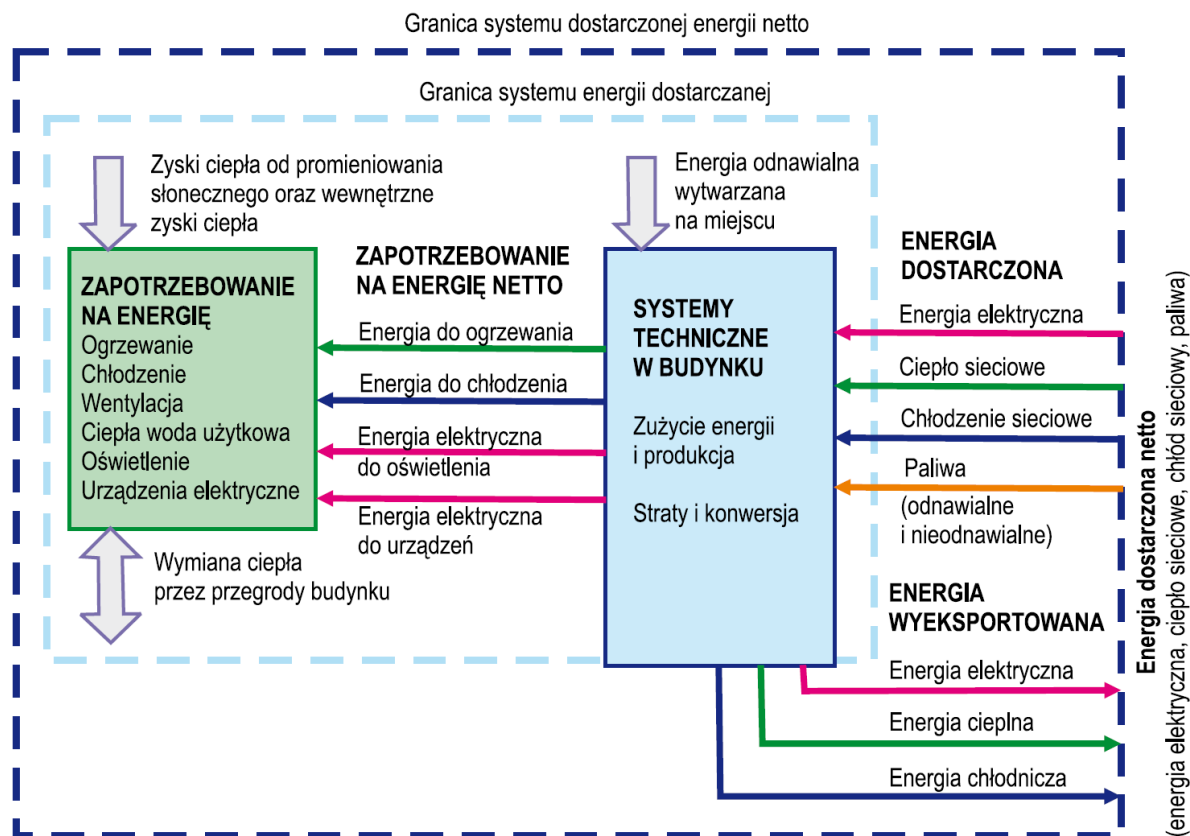 Granica systemu dostarczonej energii netto
Granica systemu energii dostarczanej
Zyski ciepła od promieniowania
słonecznego oraz wewnętrzne
zyski ciepła
Energia odnawialna
wytwarzana
na miejscu
ZAPOTRZEBOWANIE
NA ENERGIĘ
Ogrzewanie
Chłodzenie
Wentylacja
Ciepła woda użytkowa
Oświetlenie
Urządzenia elektryczne
ZAPOTRZEBOWANIE
NA ENERGIĘ NETTO
Energia do ogrzewania
Energia do chłodzenia
Energia elektryczna
do oświetlenia
Energia elektryczna
do urządzeń
SYSTEMY
TECHNICZNE
W BUDYNKU
Zużycie energii
i produkcja
Straty i konwersja
ENERGIA
DOSTARCZONA
Energia elektryczna
Ciepło sieciowe
Chłodzenie sieciowe
Paliwa
(odnawialne
i nieodnawialne)
Wymiana ciepła
przez przegrody budynku
ENERGIA
WYEKSPORTOWANA
Energia elektryczna
Energia cieplna
Energia chłodnicza
Energia dostarczona netto
(energia elektryczna, ciepło sieciowe, chłód sieciowy, paliwa)